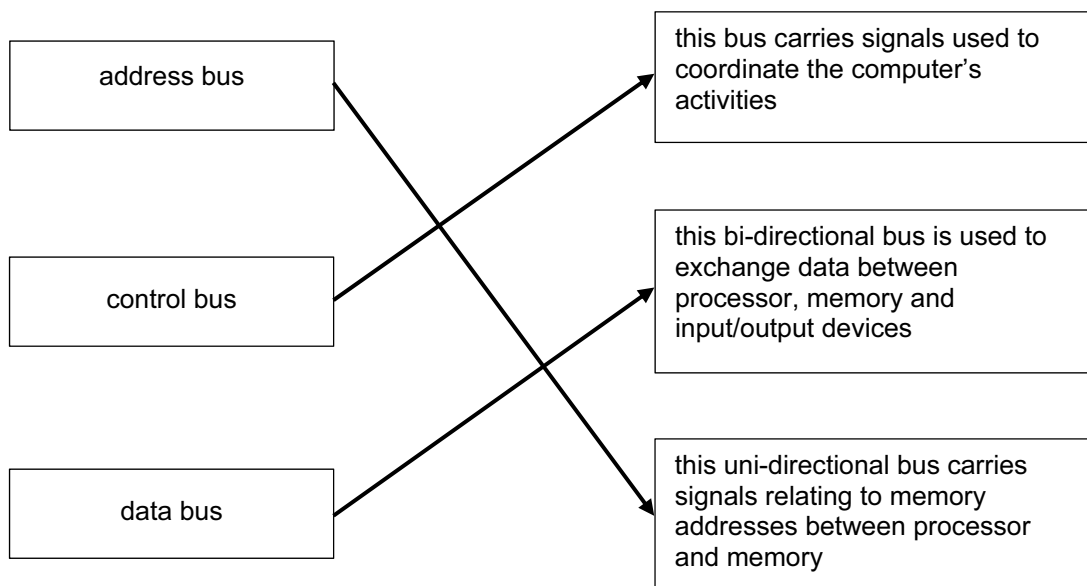 address bus
control bus
data bus
this bus carries signals used to
coordinate the computer’s
activities
this bi-directional bus is used to
exchange data between
processor, memory and
input/output devices
this uni-directional bus carries
signals relating to memory
addresses between processor
and memory